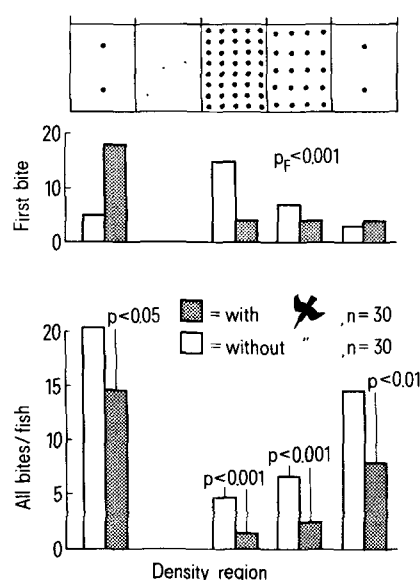 20
10
0
First bite
pF<0.001
= with , n = 30
= without " , n = 30
20
15
10
5
0
All bites/fish
p<0.05
p<0.001
p<0.001
p<0.01
Density region